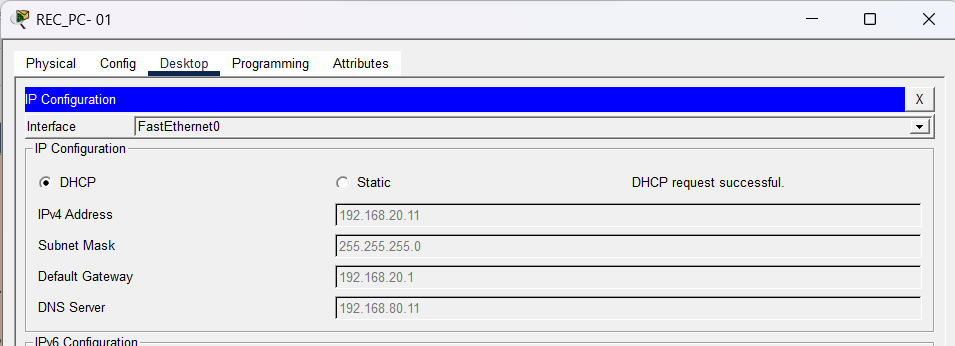 REC_PC- 01
Physical Config Desktop Programming Attributes
IP Configuration X
Interface FastEthernet0
IP Configuration
DHCP Static DHCP request successful.
IPv4 Address 192.168.20.11
Subnet Mask 255.255.255.0
Default Gateway 192.168.20.1
DNS Server 192.168.80.11
IPv6 Configuration